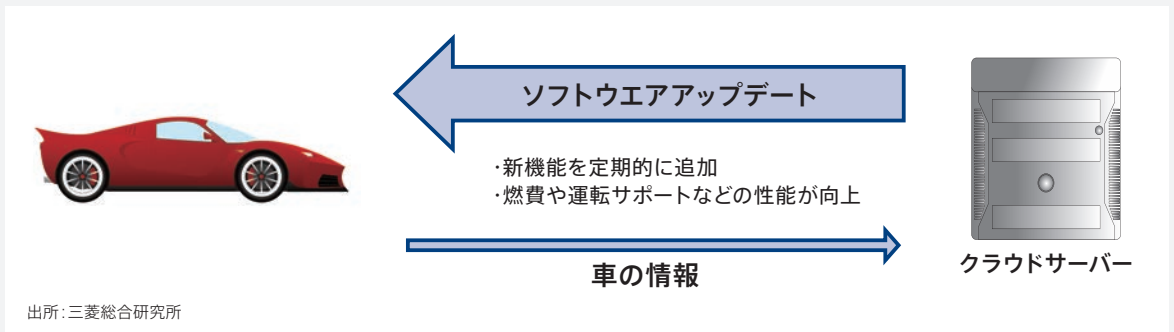 ソフトウエアアップデート
・新機能を定期的に追加
・燃費や運転サポートなどの性能が向上
車の情報
クラウドサーバー
出所：三菱総合研究所